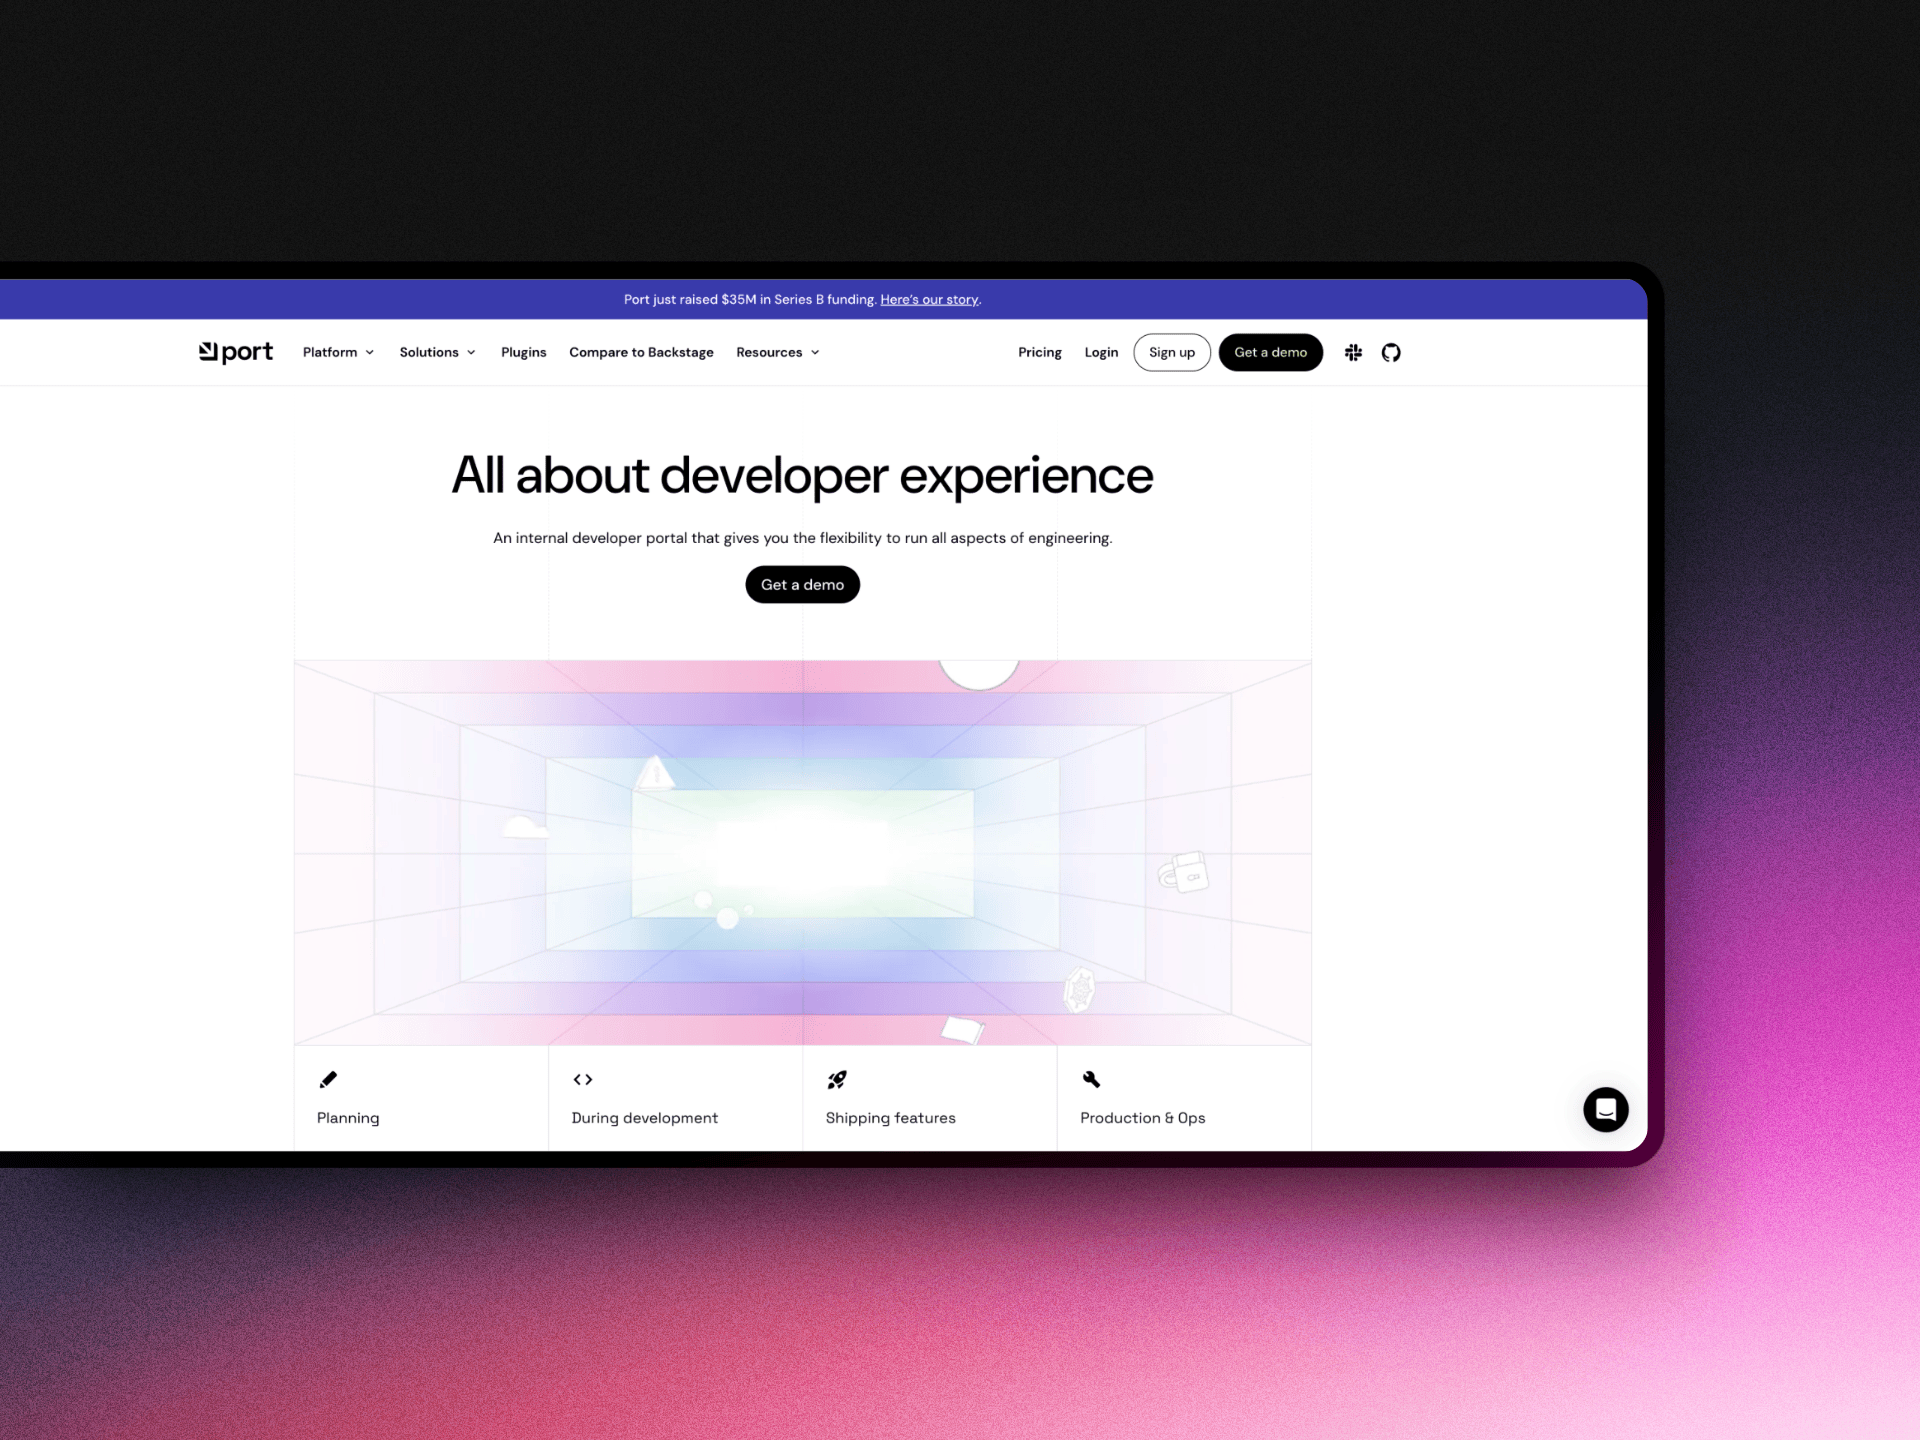 Port just raised $35M in Series B funding. Here's our story.
port Platform Solutions Plugins Compare to Backstage Resources Pricing Login Sign up Get a demo
All about developer experience
An internal developer portal that gives you the flexibility to run all aspects of engineering.
Get a demo
Planning During development Shipping features Production & Ops